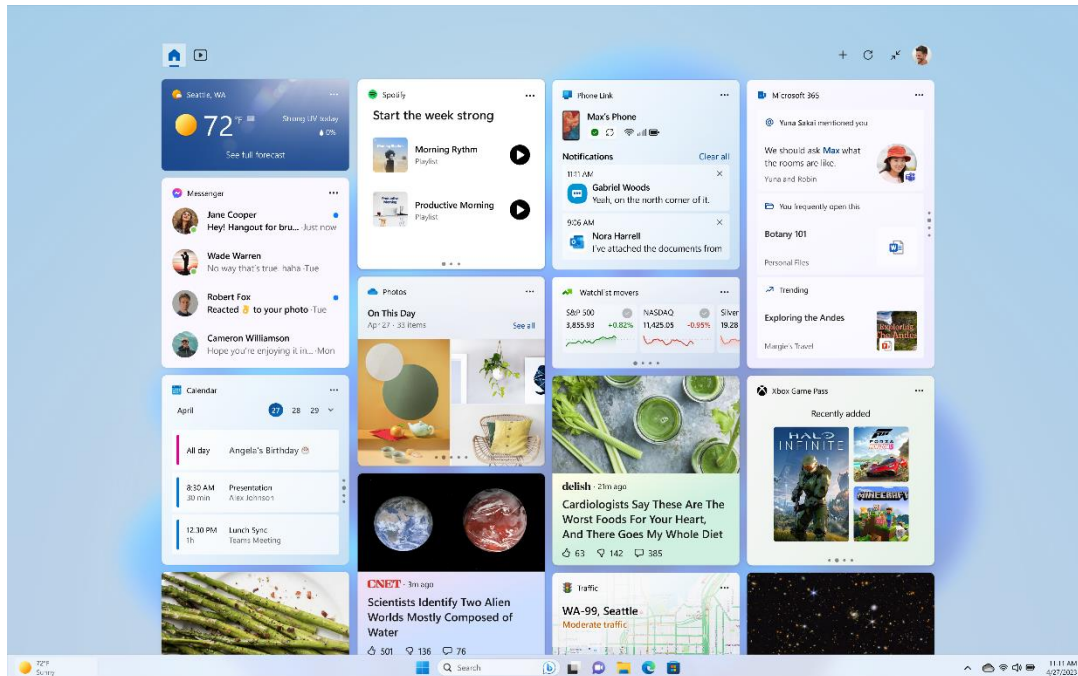 Seattle, WA
72°F
Strong UV today
0%
See full forecast
Messenger
Jane Cooper
Hey! Hangout for bru... · Just now
Wade Warren
No way that's true haha · Tue
Robert Fox
Reacted ✌ to your photo · Tue
Cameron Williamson
Hope you're enjoying it in... · Mon
Calendar
April
27 28 29
All day Angela's Birthday
8:30 AM Presentation
30 min Alex Johnson
12:30 PM Lunch Sync
1h Teams Meeting
Spotify
Start the week strong
Morning Rythm
Playlist
Productive Morning
Playlist
Photos
On This Day
Apr 27 · 33 items
See all
CNET · 3m ago
Scientists Identify Two Alien
Worlds Mostly Composed of
Water
501 136 76
Phone Link
Max's Phone
Notifications Clear all
11:11 AM
Gabriel Woods
Yeah, on the north corner of it.
9:06 AM
Nora Harrell
I've attached the documents from
Watchlist movers
S&P 500 NASDAQ Silver
3,855.93 +0.82% 11,425.05 -0.95% 19.28
delish · 21m ago
Cardiologists Say These Are The
Worst Foods For Your Heart,
And There Goes My Whole Diet
63 142 385
Traffic
WA-99, Seattle
Moderate traffic
Microsoft 365
Yuna Sakai mentioned you
We should ask Max what
the rooms are like.
Yuna and Robin
You frequently open this
Botany 101
Personal Files
Trending
Exploring the Andes
Exploring
The Andes
Margie's Travel
Xbox Game Pass
Recently added
HALO
INFINITE
FORZA
MINECRAFT
72°F
Sunny
Search
11:11 AM
4/27/2023